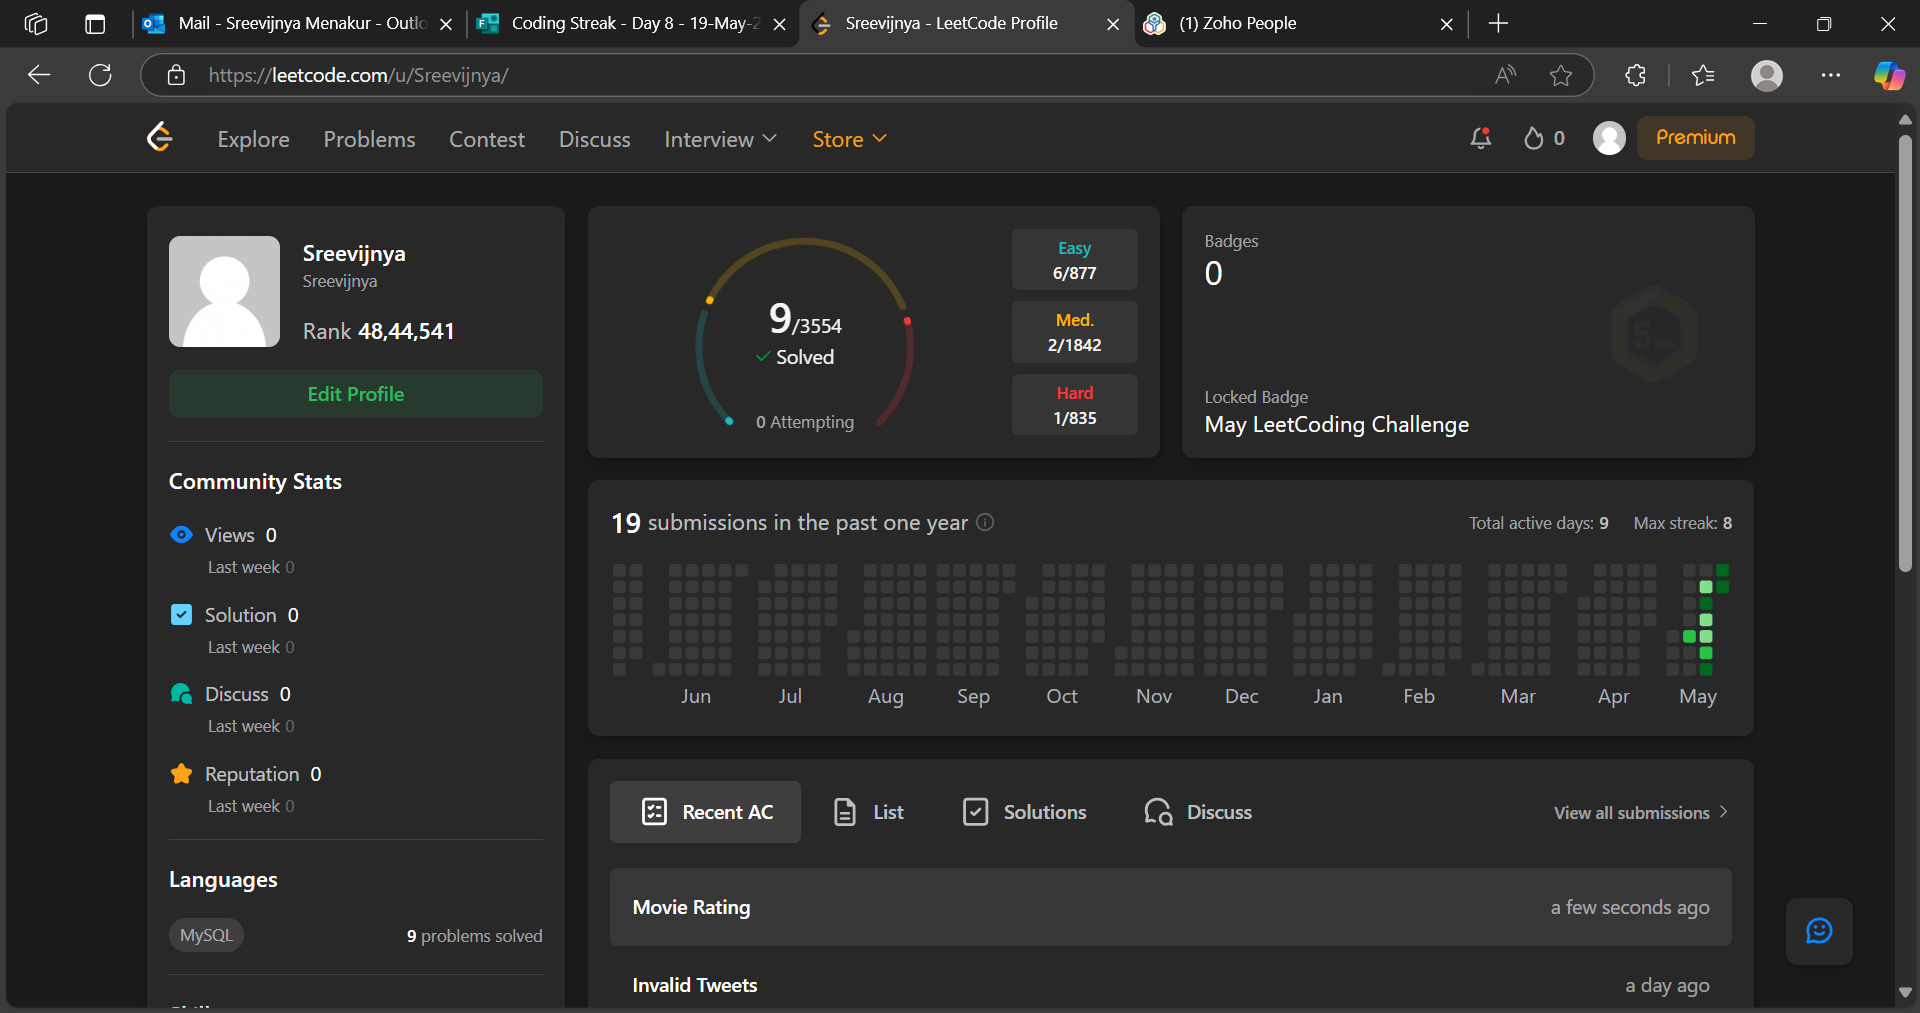 Mail - Sreevijnya Menakur - Outlo
Coding Streak - Day 8 - 19-May-2
Sreevijnya - LeetCode Profile
(1) Zoho People
https://leetcode.com/u/Sreevijnya/
Explore
Problems
Contest
Discuss
Interview
Store
0
Premium
Sreevijnya
Sreevijnya
Rank 48,44,541
Edit Profile
Community Stats
Views 0
Last week 0
Solution 0
Last week 0
Discuss 0
Last week 0
Reputation 0
Last week 0
Languages
MySQL
9 problems solved
9/3554
Solved
0 Attempting
Easy
6/877
Med.
2/1842
Hard
1/835
Badges
0
Locked Badge
May LeetCoding Challenge
19 submissions in the past one year
Total active days: 9
Max streak: 8
Jun
Jul
Aug
Sep
Oct
Nov
Dec
Jan
Feb
Mar
Apr
May
Recent AC
List
Solutions
Discuss
View all submissions
Movie Rating
a few seconds ago
Invalid Tweets
a day ago